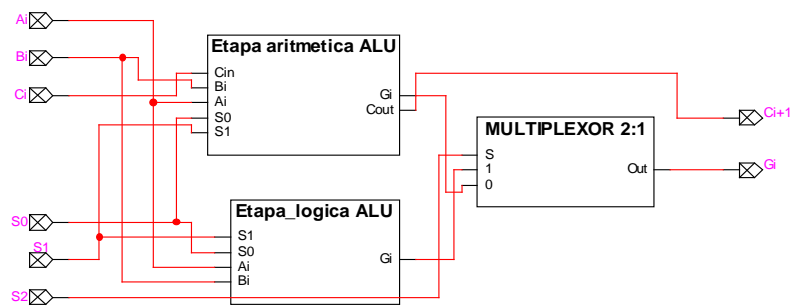 Ai
Bi
Ci
Etapa aritmetica ALU
Cin
Bi
Ai
S0
S1
Gi
Cout
MULTIPLEXOR 2:1
S
1
0
Out
Ci+1
Gi
S0
S1
S2
Etapa_logica ALU
S1
S0
Ai
Bi
Gi